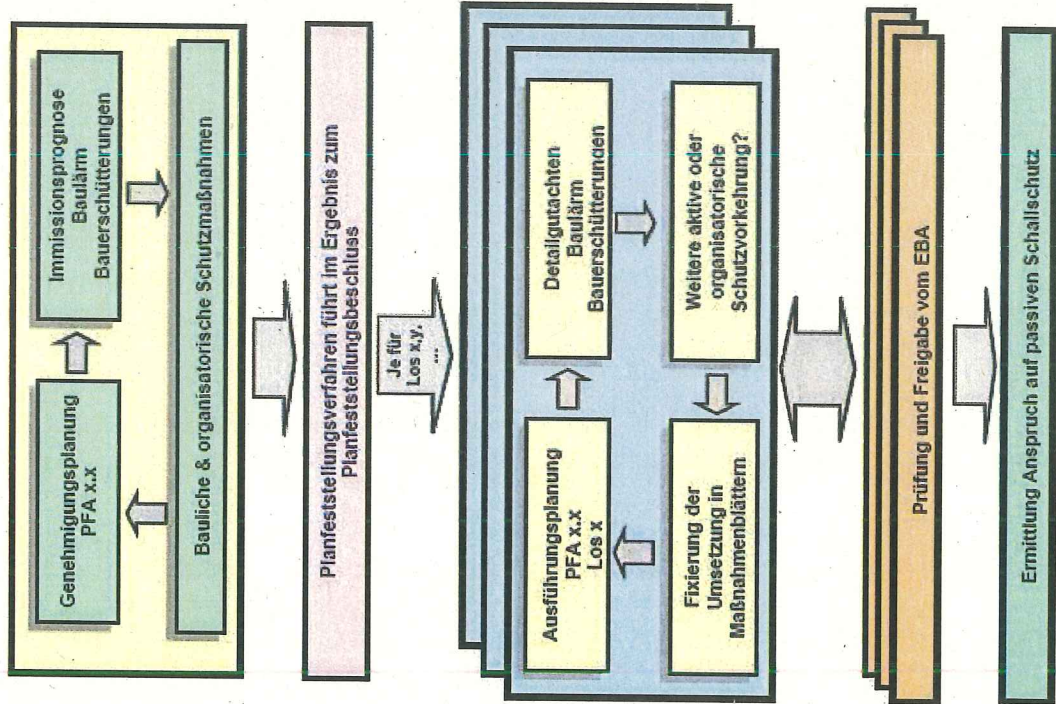 Genehmigungsplanung
PFA x.x
Immissionsprognose
Baulärm
Bauerschütterungen
Bauliche & organisatorische Schutzmaßnahmen
Planfeststellungsverfahren führt im Ergebnis zum
Planfeststellungsbeschluss
Je für
Los x.y.
...
Ausführungsplanung
PFA x.x
Los x
Detailgutachten
Baulärm
Bauerschütterunden
Fixierung der
Umsetzung in
Maßnahmenblättern
Weitere aktive oder
organisatorische
Schutzvorkehrung?
Prüfung und Freigabe vom EBA
Ermittlung Anspruch auf passiven Schallschutz